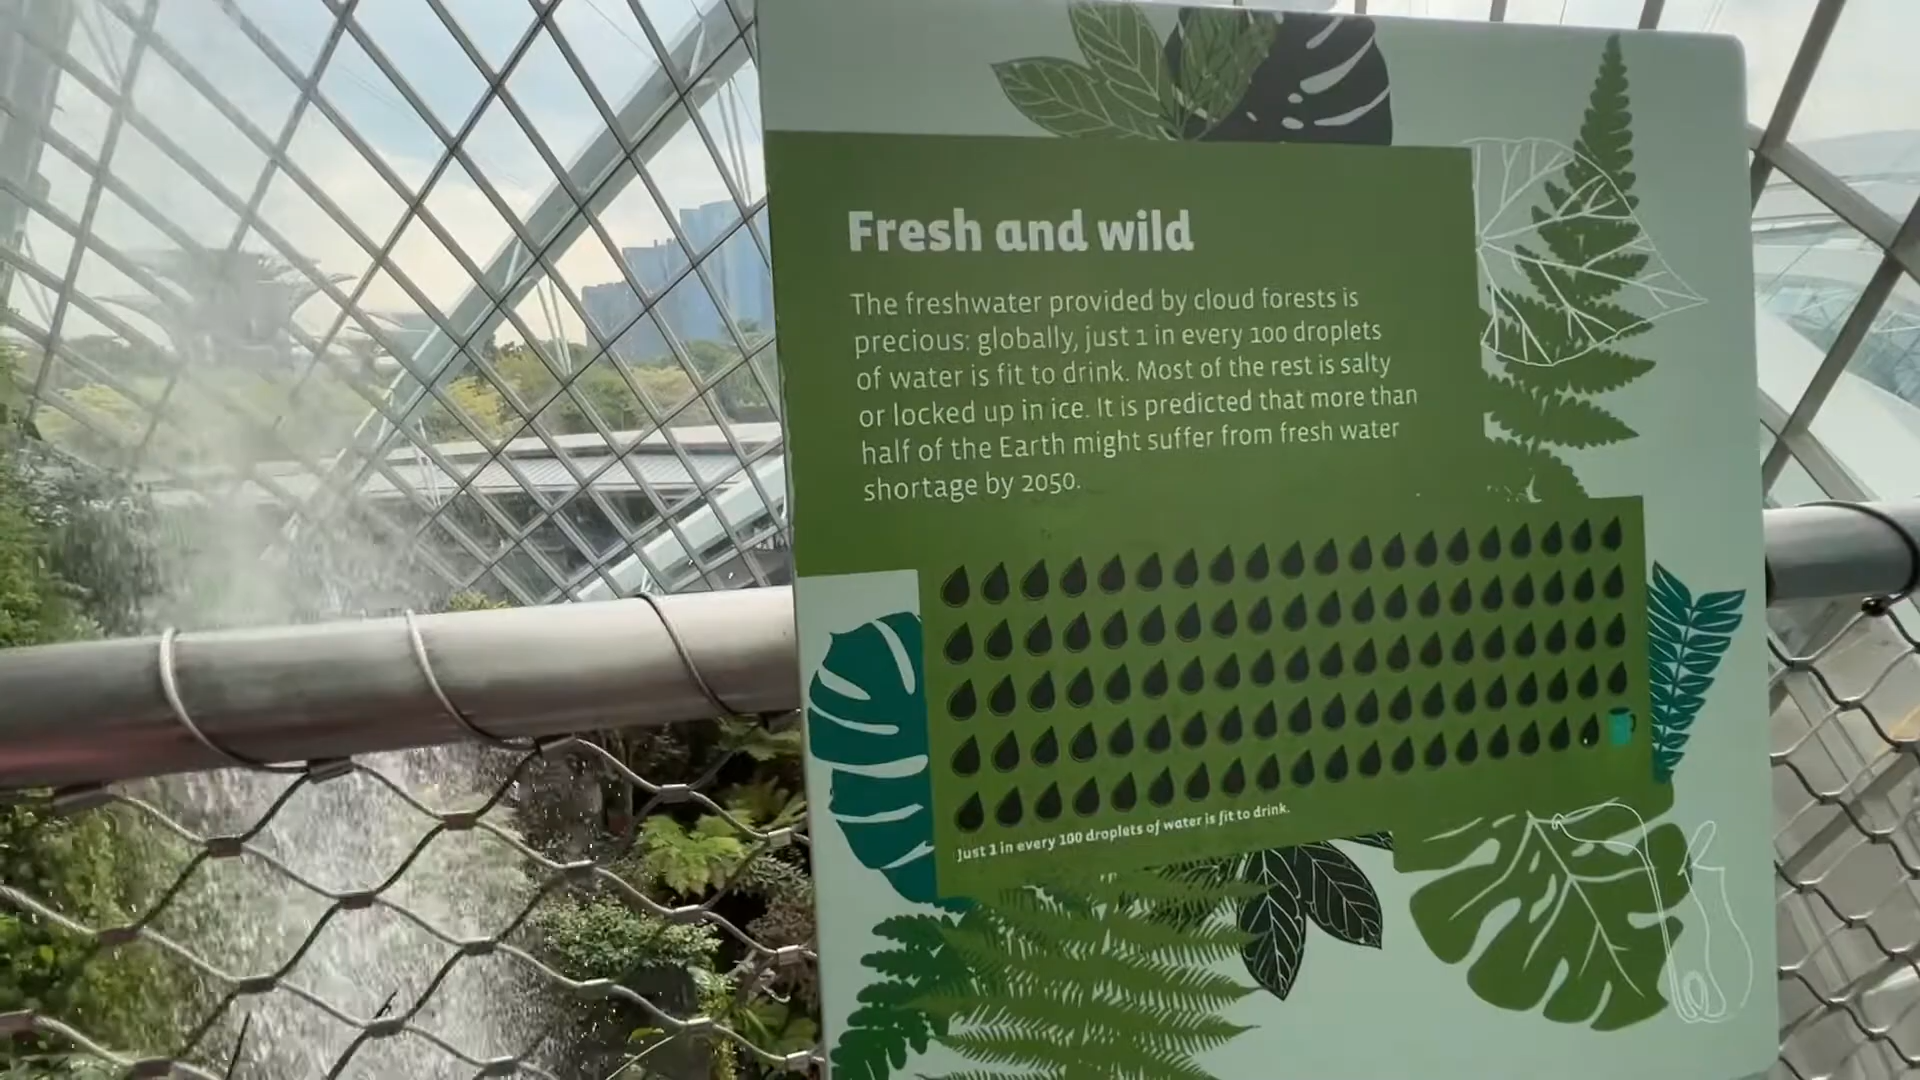 Fresh and wild
The freshwater provided by cloud forests is
precious: globally, just 1 in every 100 droplets
of water is fit to drink. Most of the rest is salty
or locked up in ice. It is predicted that more than
half of the Earth might suffer from fresh water
shortage by 2050.
Just 1 in every 100 droplets of water is fit to drink.